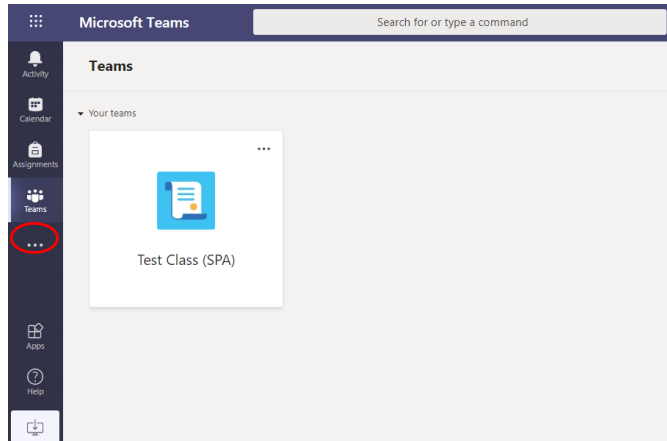 Microsoft Teams
Search for or type a command
Activity
Calendar
Assignments
Teams
Apps
Help
Teams
Your teams
Test Class (SPA)